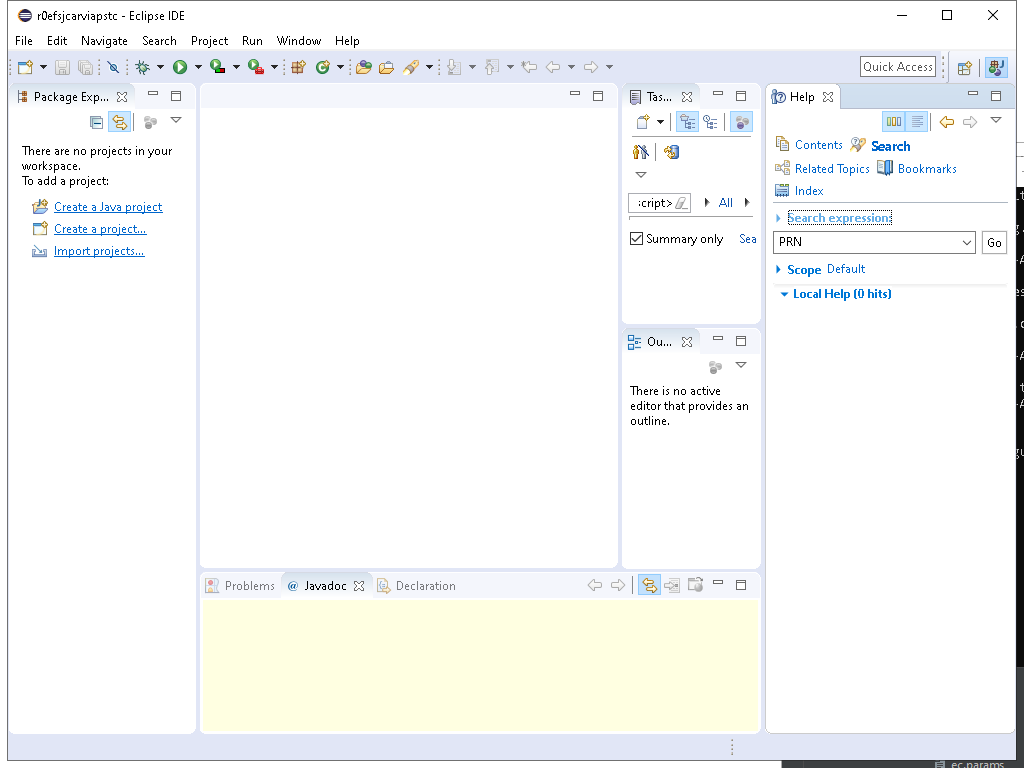 r0efsjcarviapstc - Eclipse IDE
File Edit Navigate Search Project Run Window Help
Quick Access
Package Exp...
There are no projects in your
workspace.
To add a project:
Create a Java project
Create a project...
Import projects...
Tas...
:cript>
All
Summary only
Sea
Ou...
There is no active
editor that provides an
outline.
Help
Contents
Search
Related Topics
Bookmarks
Index
Search expression:
PRN
Go
Scope Default
Local Help (0 hits)
Problems
@ Javadoc
Declaration
ec.params